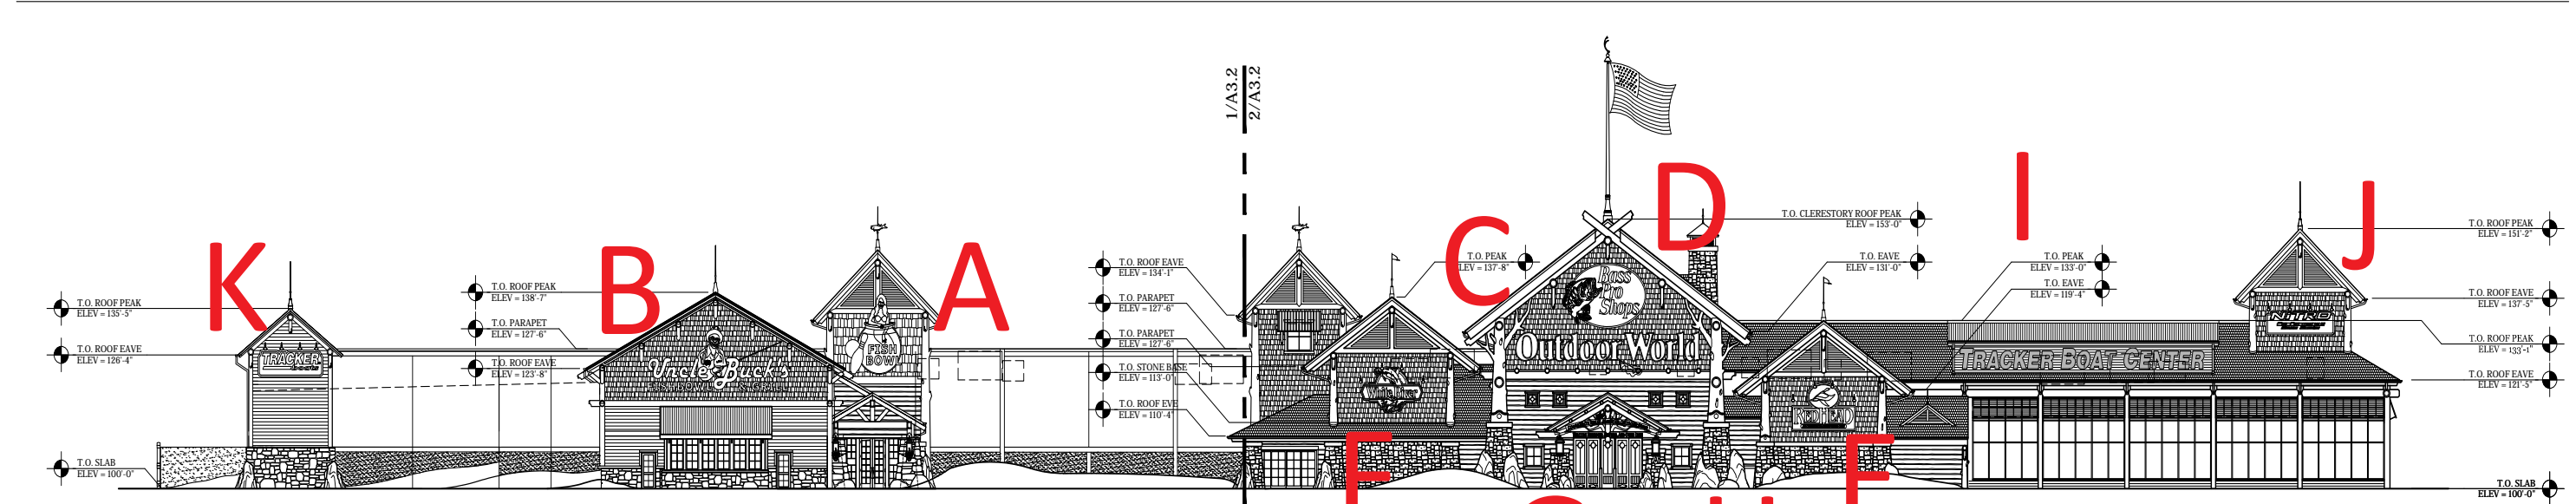 1/A3.2
2/A3.2
K
B
A
C
D
I
J
T.O. ROOF PEAK
ELEV = 135'-5"
T.O. ROOF EAVE
ELEV = 126'-4"
T.O. SLAB
ELEV = 100'-0"
TRACKER
boats
T.O. ROOF PEAK
ELEV = 138'-7"
T.O. PARAPET
ELEV = 127'-6"
T.O. ROOF EAVE
ELEV = 123'-8"
Uncle Buck's
FISH
BOWL
T.O. ROOF EAVE
ELEV = 134'-1"
T.O. PARAPET
ELEV = 127'-6"
T.O. PARAPET
ELEV = 127'-6"
T.O. STONE BASE
ELEV = 113'-0"
T.O. ROOF EVE
ELEV = 110'-4"
T.O. PEAK
ELEV = 137'-8"
Bass
Pro
Shops
Outdoor World
T.O. CLERESTORY ROOF PEAK
ELEV = 153'-0"
T.O. EAVE
ELEV = 131'-0"
REDHEAD
T.O. PEAK
ELEV = 133'-0"
T.O. EAVE
ELEV = 119'-4"
TRACKER BOAT CENTER
NITRO
T.O. ROOF PEAK
ELEV = 151'-2"
T.O. ROOF EAVE
ELEV = 137'-5"
T.O. ROOF PEAK
ELEV = 133'-1"
T.O. ROOF EAVE
ELEV = 121'-5"
T.O. SLAB
ELEV = 100'-0"